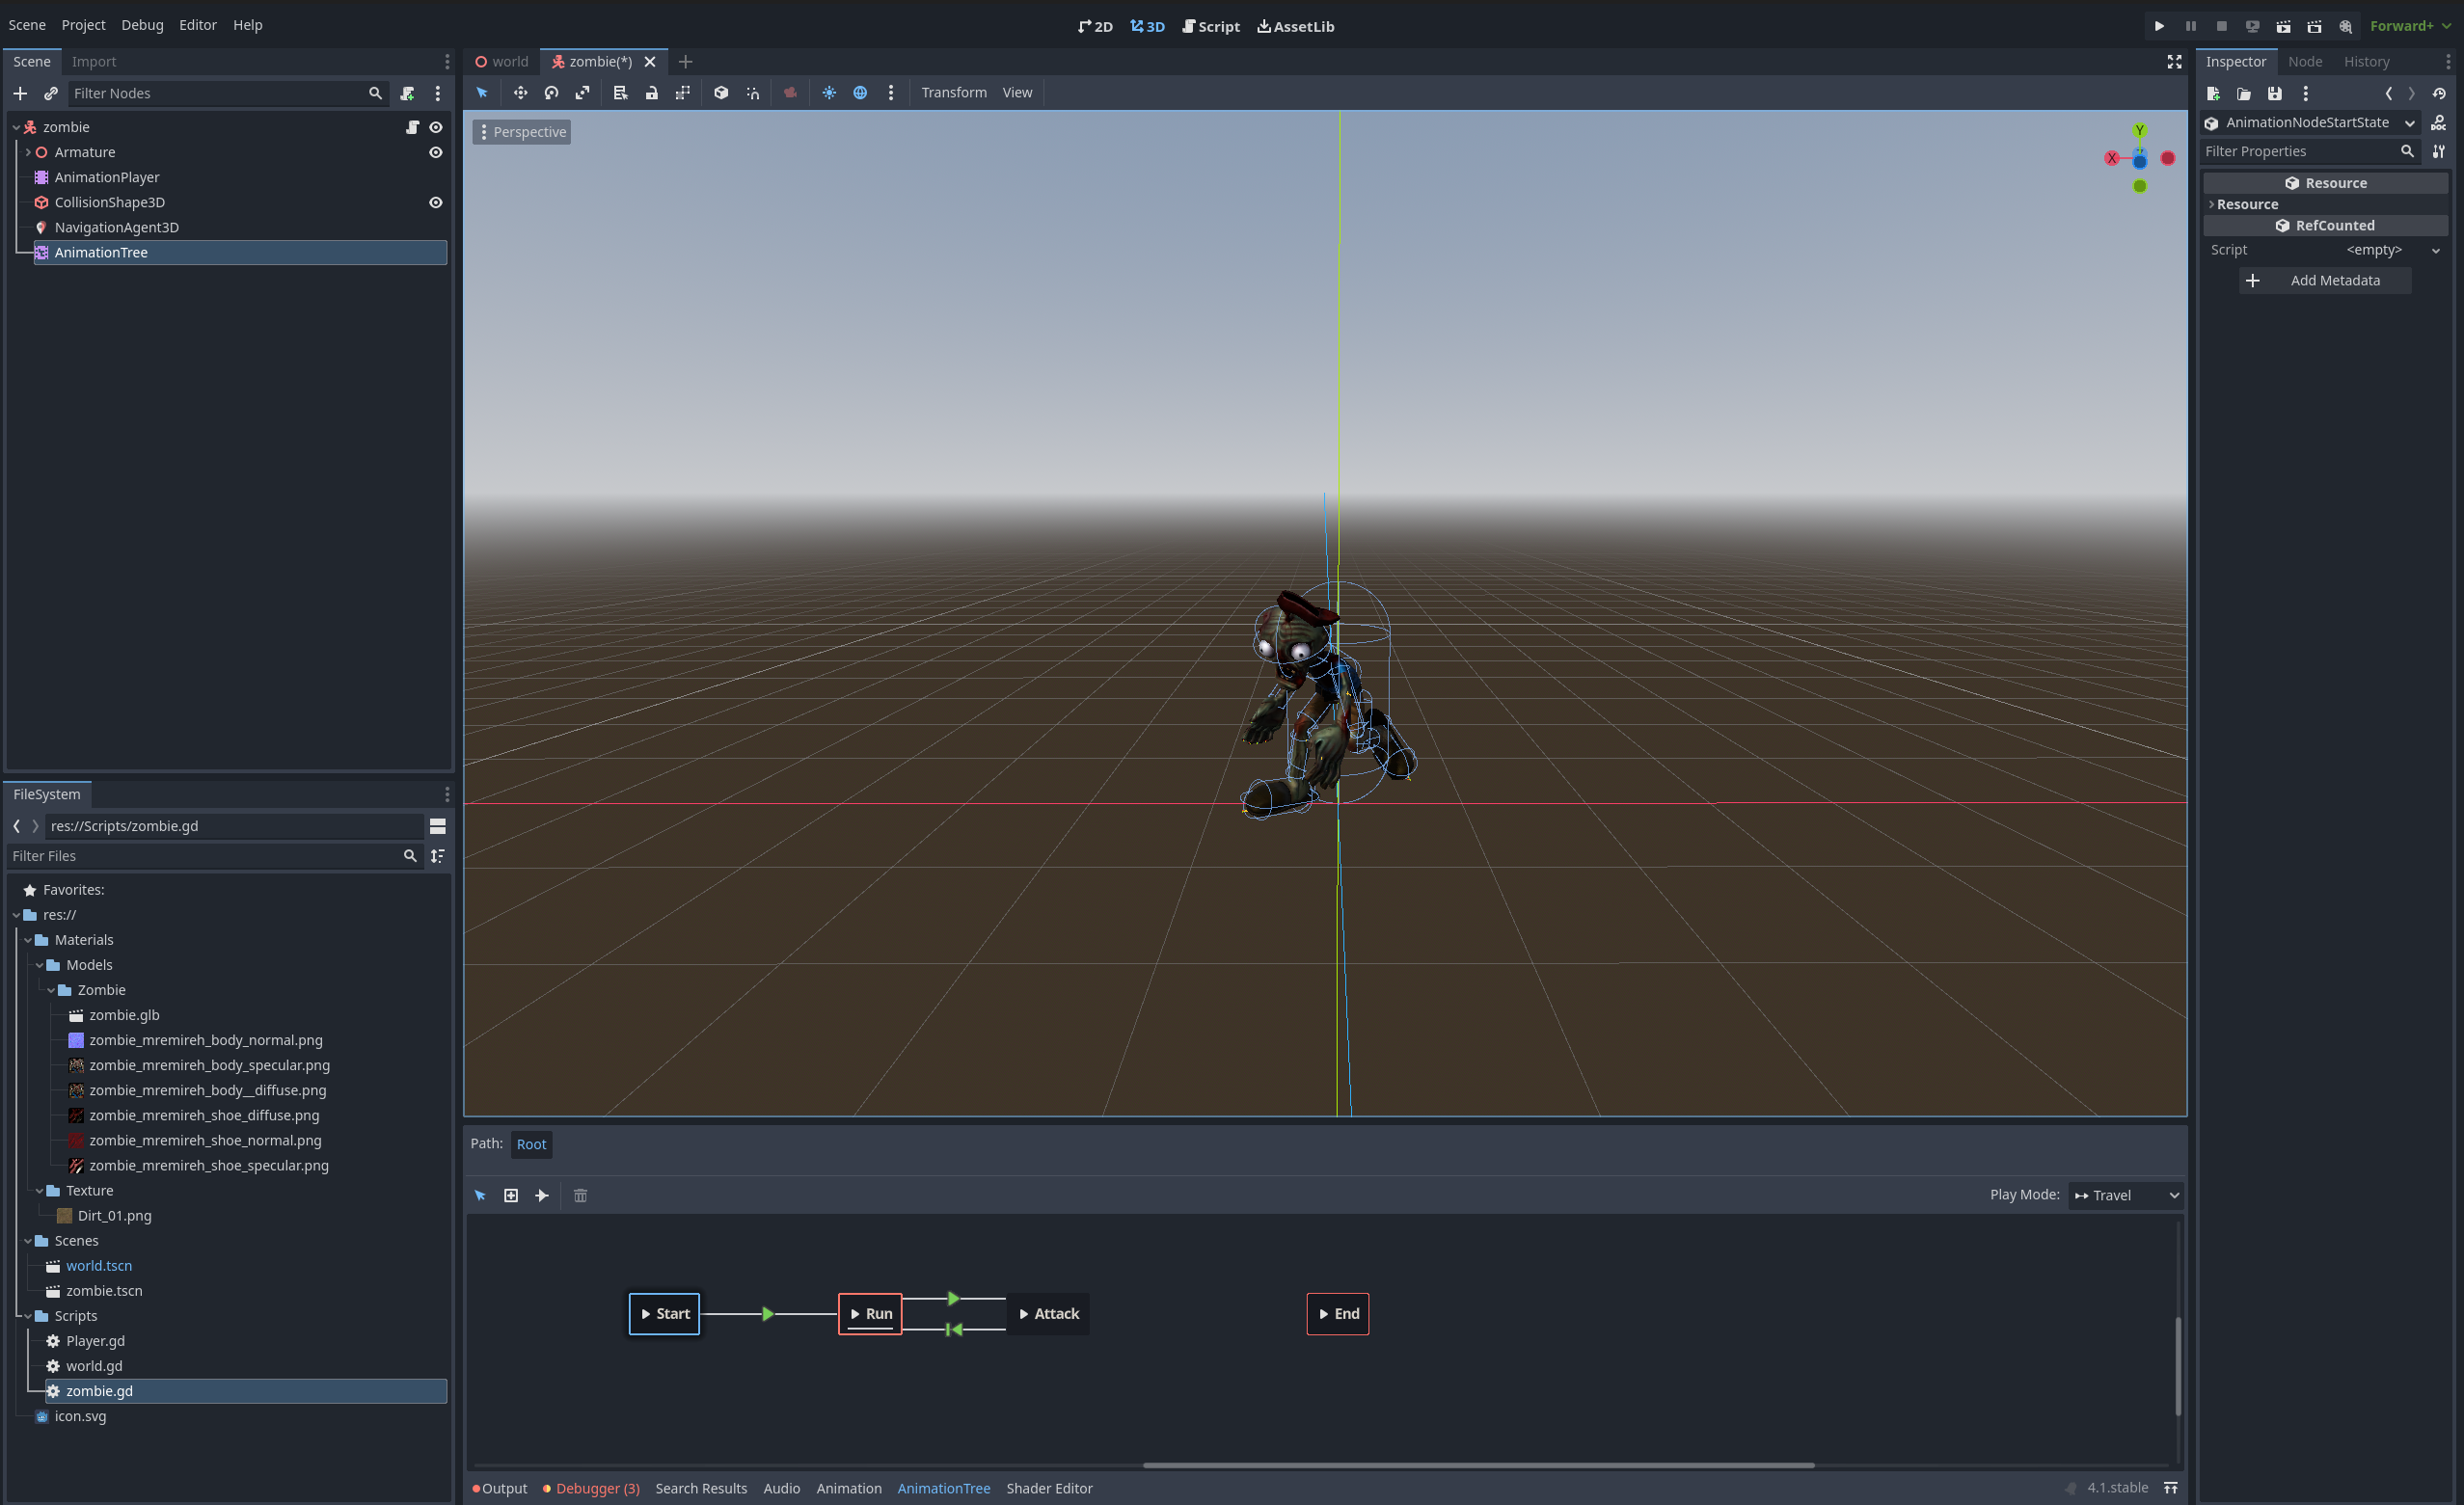 Scene Project Debug Editor Help
2D 3D Script AssetLib
Forward+
Scene Import
Filter Nodes
zombie
Armature
AnimationPlayer
CollisionShape3D
NavigationAgent3D
AnimationTree
FileSystem
res://Scripts/zombie.gd
Filter Files
Favorites:
res://
Materials
Models
Zombie
zombie.glb
zombie_mremireh_body_normal.png
zombie_mremireh_body_specular.png
zombie_mremireh_body__diffuse.png
zombie_mremireh_shoe_diffuse.png
zombie_mremireh_shoe_normal.png
zombie_mremireh_shoe_specular.png
Texture
Dirt_01.png
Scenes
world.tscn
zombie.tscn
Scripts
Player.gd
world.gd
zombie.gd
icon.svg
world zombie(*)
Transform View
Perspective
Y
X
Path: Root
Play Mode: Travel
Start Run Attack End
Output Debugger (3) Search Results Audio Animation AnimationTree Shader Editor
4.1.stable
Inspector Node History
AnimationNodeStartState
DOC
Filter Properties
Resource
Resource
RefCounted
Script <empty>
Add Metadata